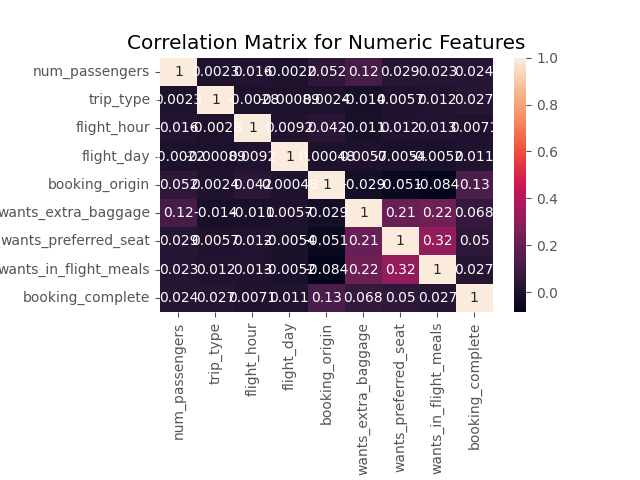 Correlation Matrix for Numeric Features
num_passengers 1 0.0023 0.016 -0.0022 0.052 0.12 0.029 0.023 0.024
trip_type 0.0023 1 -0.0028 -0.00089 0.0024 -0.014 0.0057 0.012 0.027
flight_hour 0.016 -0.0028 1 0.0092 0.042 -0.011 0.012 0.013 0.0071
flight_day -0.0022 -0.00089 0.0092 1 0.00048 0.0057 -0.0054 -0.0052 0.011
booking_origin 0.052 0.0024 0.042 0.00048 1 -0.029 -0.051 -0.084 0.13
wants_extra_baggage 0.12 -0.014 -0.011 0.0057 -0.029 1 0.21 0.22 0.068
wants_preferred_seat 0.029 0.0057 0.012 -0.0054 -0.051 0.21 1 0.32 0.05
wants_in_flight_meals 0.023 0.012 0.013 -0.0052 -0.084 0.22 0.32 1 0.027
booking_complete 0.024 0.027 0.0071 0.011 0.13 0.068 0.05 0.027 1
num_passengers
trip_type
flight_hour
flight_day
booking_origin
wants_extra_baggage
wants_preferred_seat
wants_in_flight_meals
booking_complete
1.0
0.8
0.6
0.4
0.2
0.0